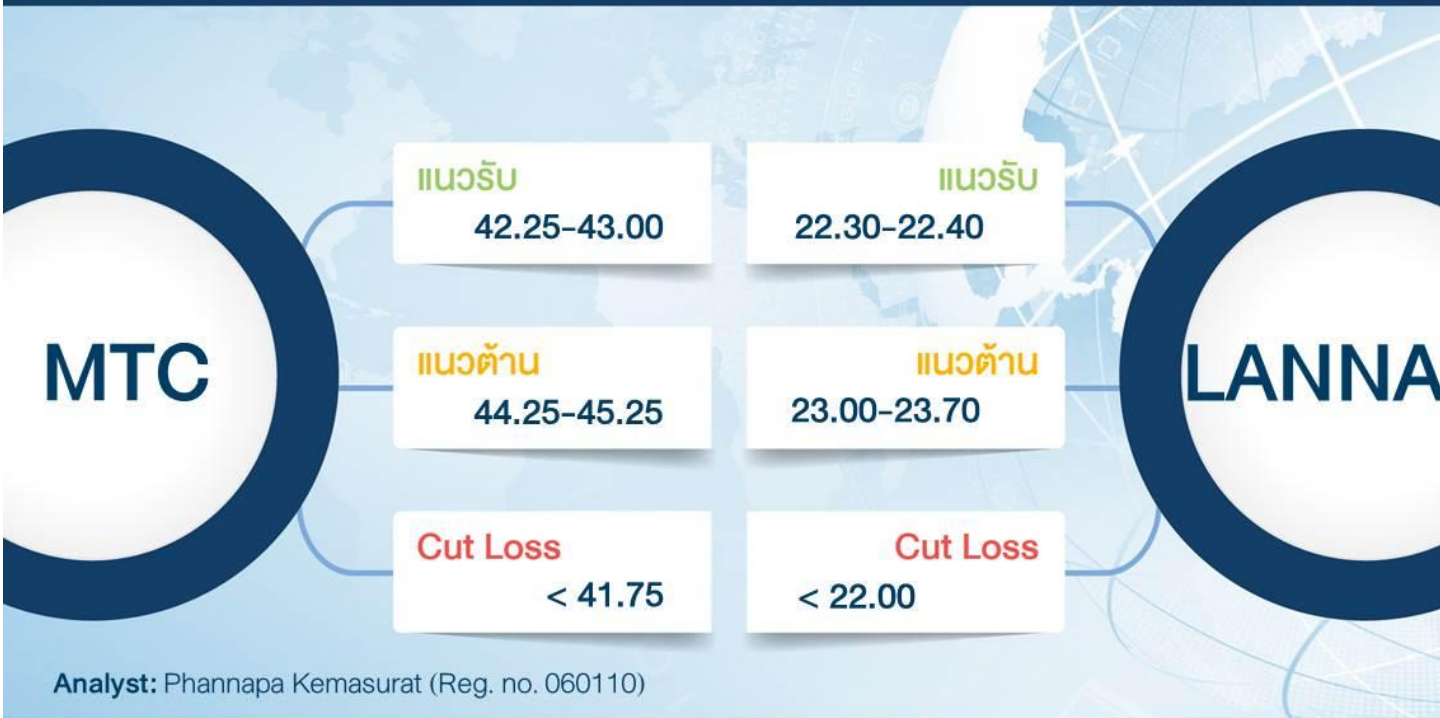 MTC
แนวรับ
42.25-43.00
แนวต้าน
44.25-45.25
Cut Loss
< 41.75
LANNA
แนวรับ
22.30-22.40
แนวต้าน
23.00-23.70
Cut Loss
< 22.00
Analyst: Phannapa Kemasurat (Reg. no. 060110)